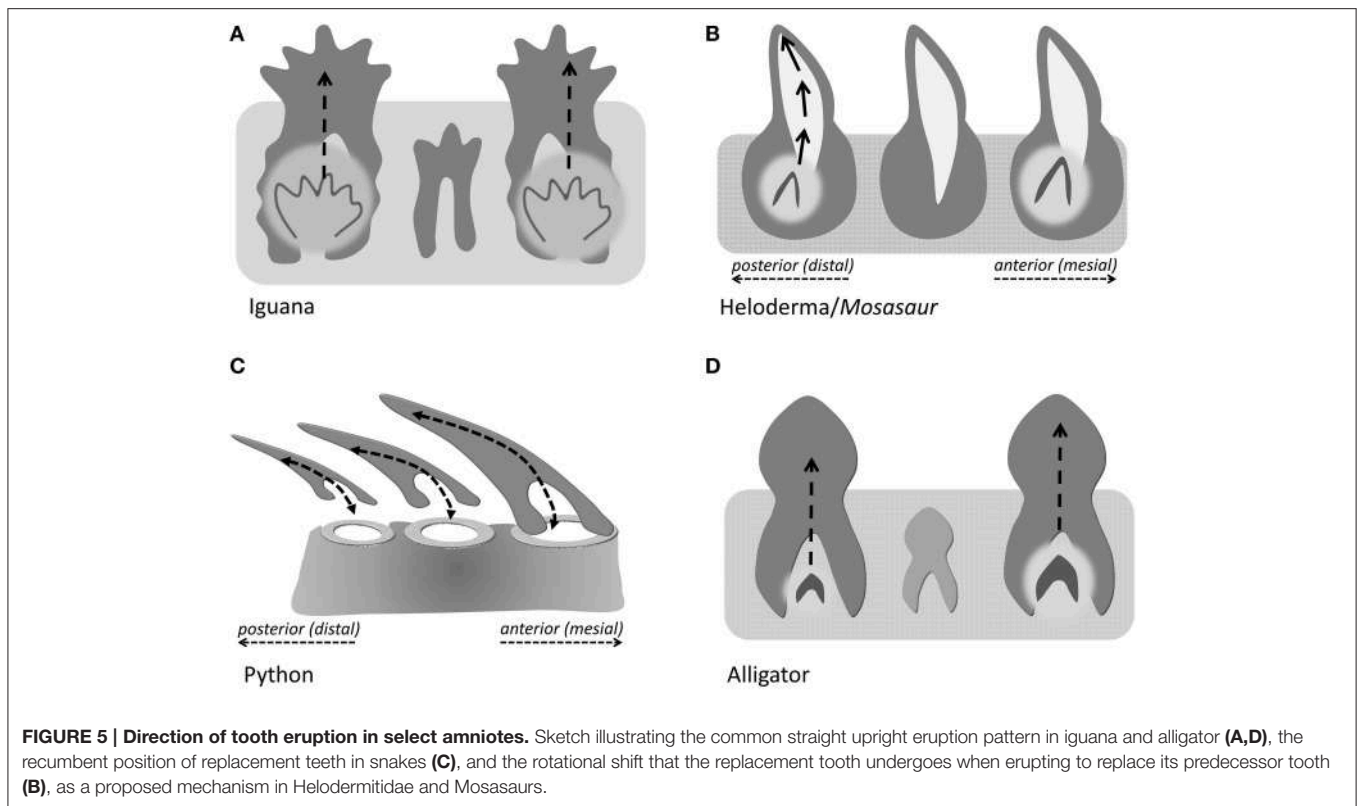 A
Iguana
B
posterior (distal) anterior (mesial)
Heloderma/Mosasaur
C
posterior (distal) anterior (mesial)
Python
D
Alligator
FIGURE 5 | Direction of tooth eruption in select amniotes. Sketch illustrating the common straight upright eruption pattern in iguana and alligator (A,D), the
recumbent position of replacement teeth in snakes (C), and the rotational shift that the replacement tooth undergoes when erupting to replace its predecessor tooth
(B), as a proposed mechanism in Helodermitidae and Mosasaurs.